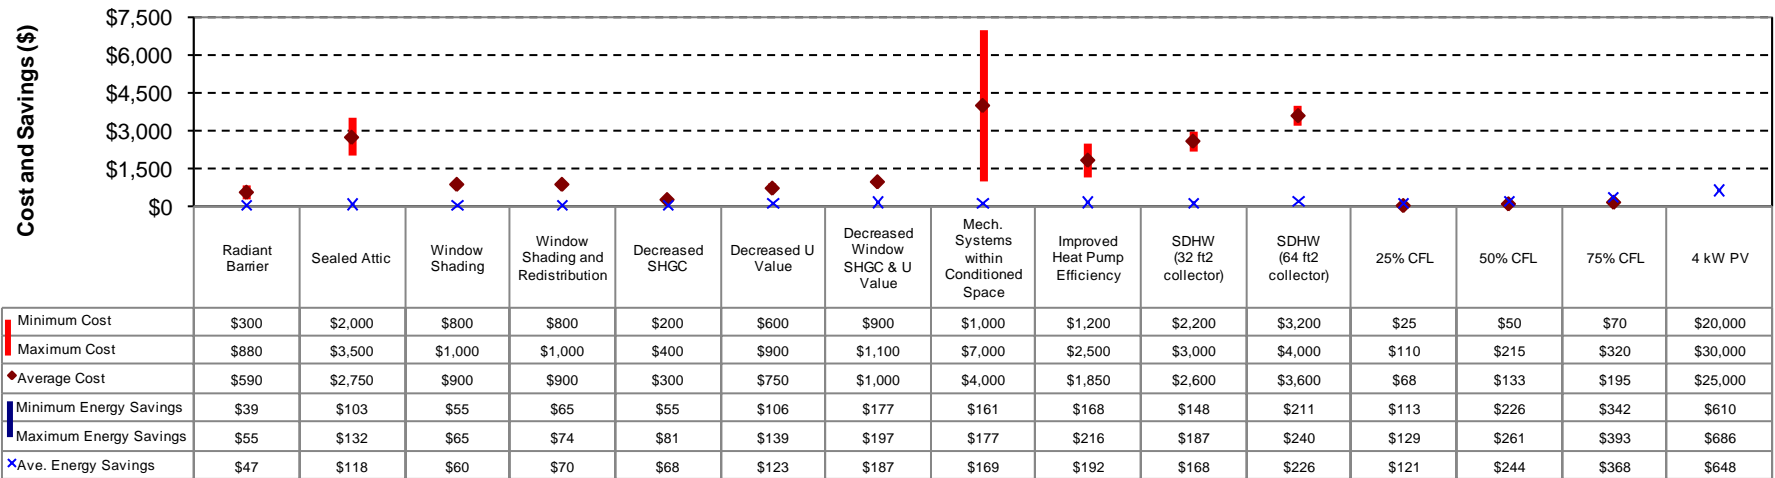 Cost and Savings ($)
$7,500
$6,000
$4,500
$3,000
$1,500
$0
Radiant Barrier
Sealed Attic
Window Shading
Window Shading and Redistribution
Decreased SHGC
Decreased U Value
Decreased Window SHGC & U Value
Mech. Systems within Conditioned Space
Improved Heat Pump Efficiency
SDHW (32 ft2 collector)
SDHW (64 ft2 collector)
25% CFL
50% CFL
75% CFL
4 kW PV
Minimum Cost $300 $2,000 $800 $800 $200 $600 $900 $1,000 $1,200 $2,200 $3,200 $25 $50 $70 $20,000
Maximum Cost $880 $3,500 $1,000 $1,000 $400 $900 $1,100 $7,000 $2,500 $3,000 $4,000 $110 $215 $320 $30,000
Average Cost $590 $2,750 $900 $900 $300 $750 $1,000 $4,000 $1,850 $2,600 $3,600 $68 $133 $195 $25,000
Minimum Energy Savings $39 $103 $55 $65 $55 $106 $177 $161 $168 $148 $211 $113 $226 $342 $610
Maximum Energy Savings $55 $132 $65 $74 $81 $139 $197 $177 $216 $187 $240 $129 $261 $393 $686
Ave. Energy Savings $47 $118 $60 $70 $68 $123 $187 $169 $192 $168 $226 $121 $244 $368 $648